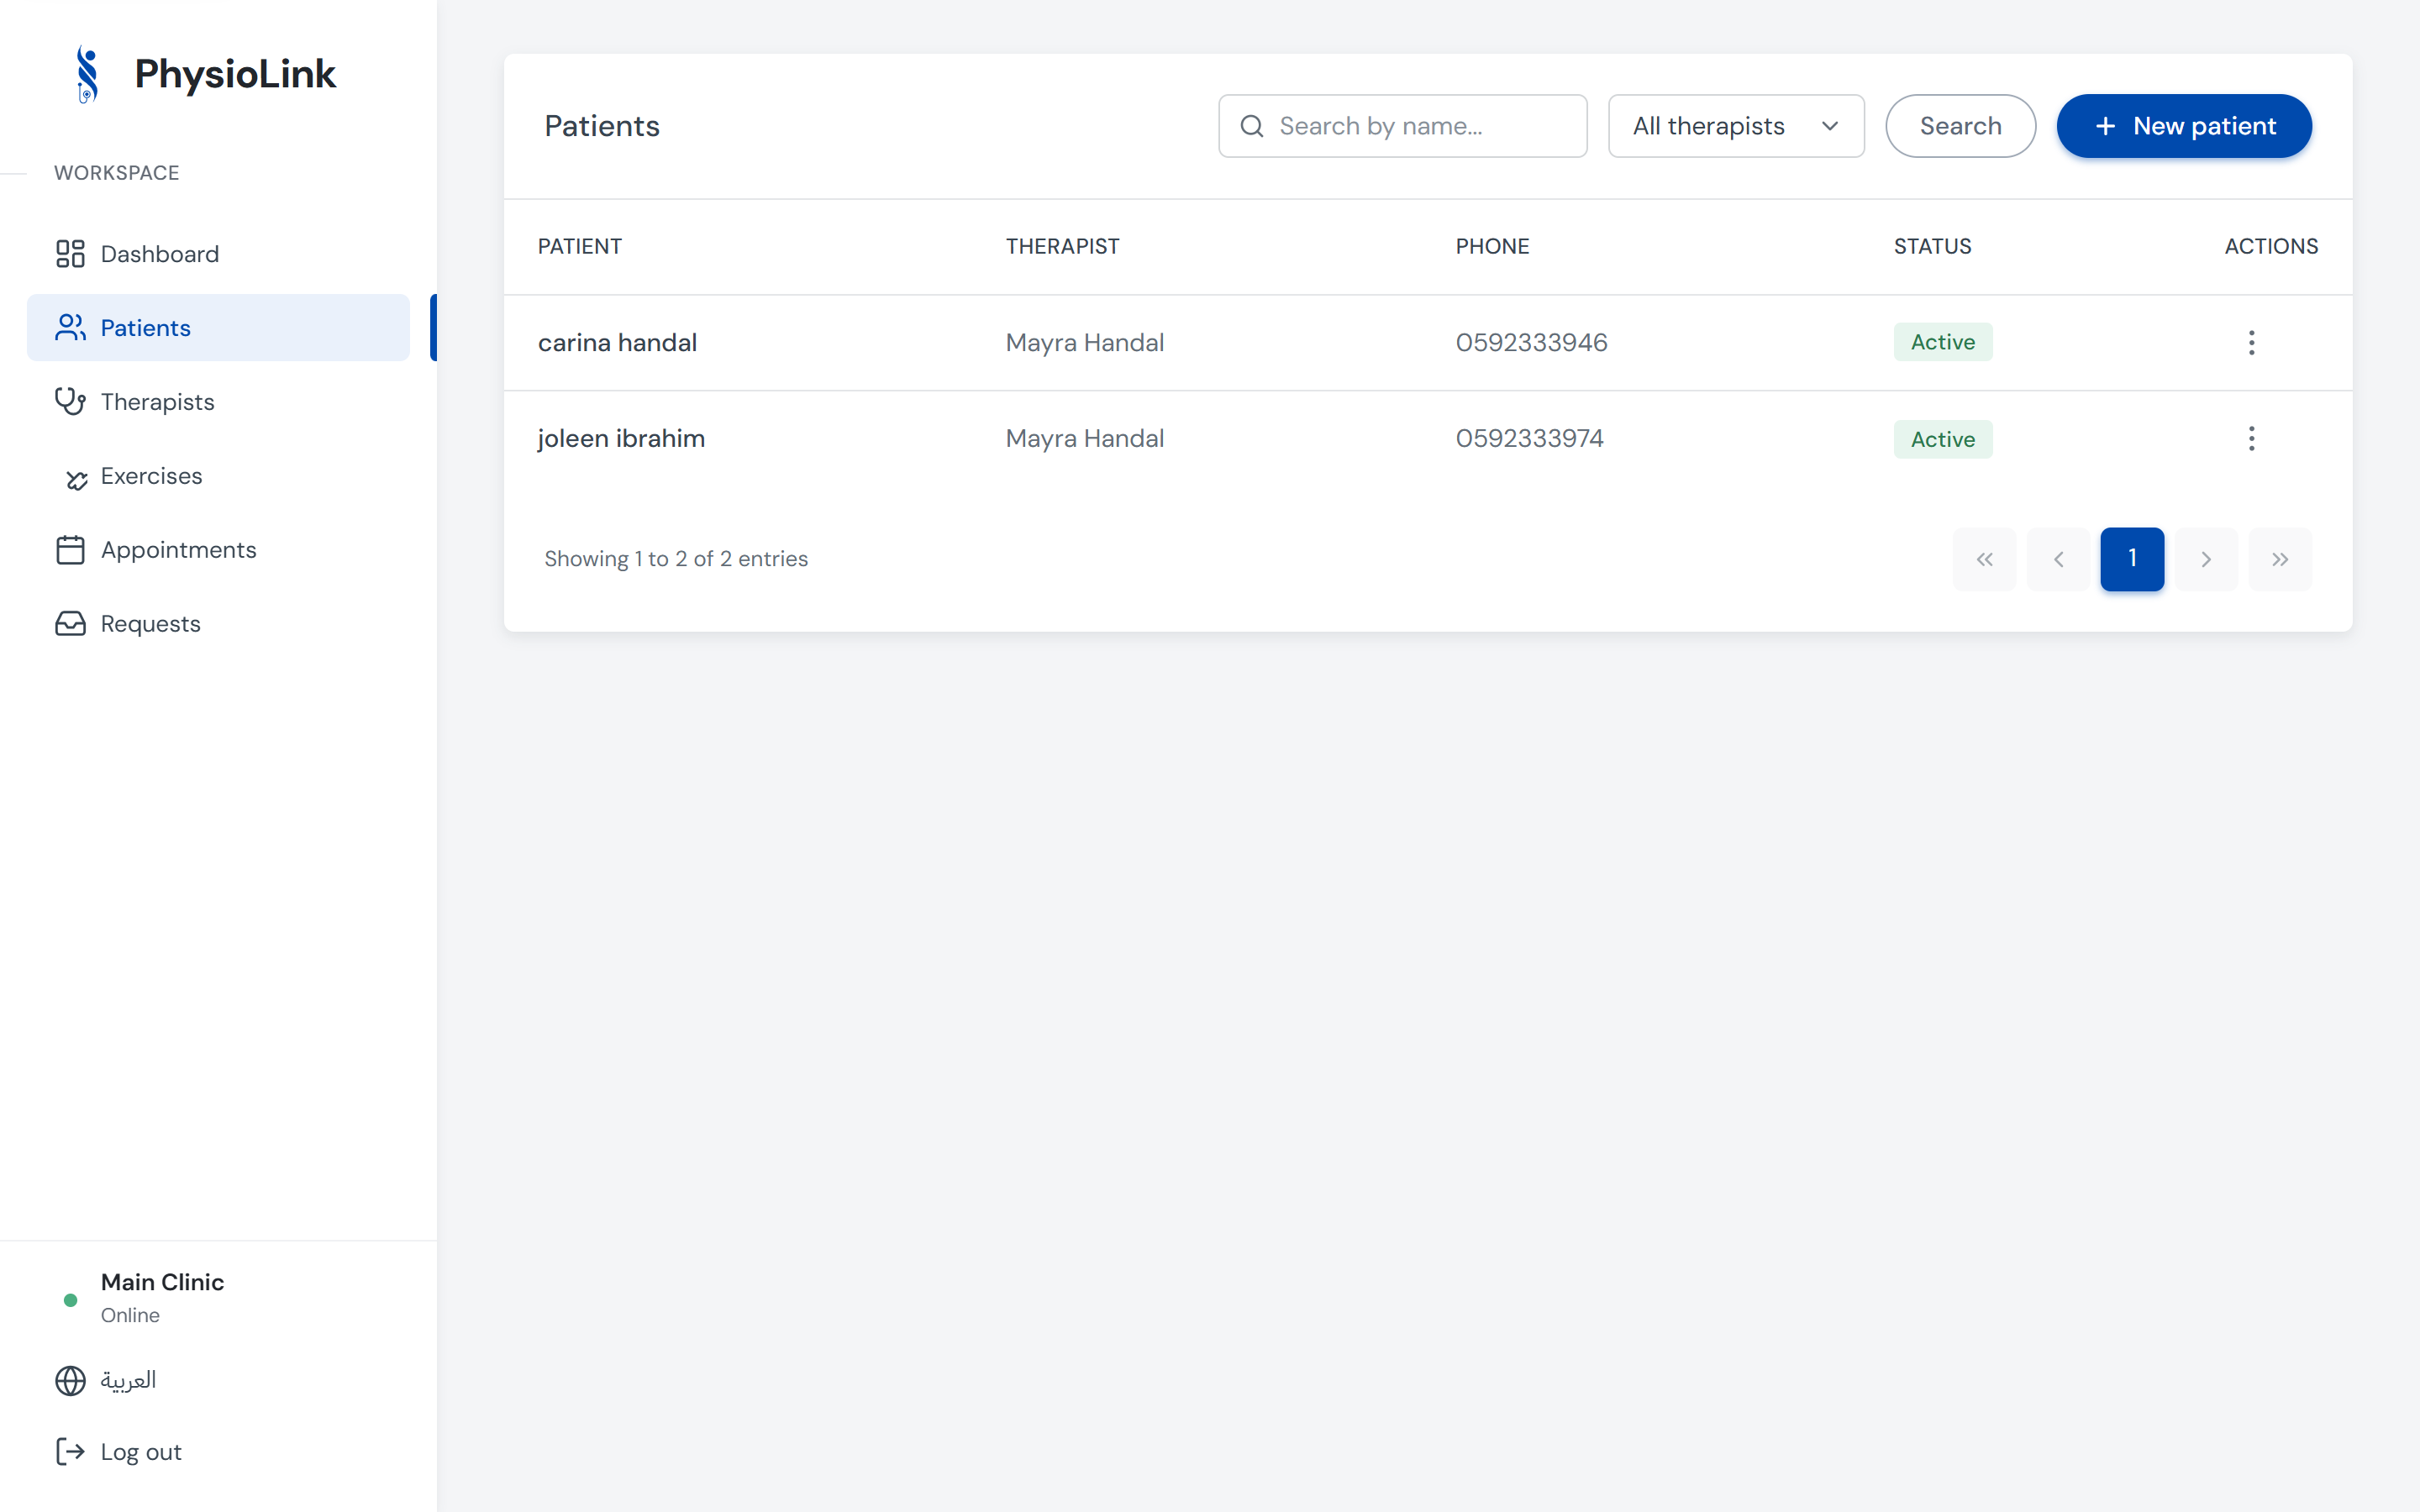 PhysioLink
WORKSPACE
Dashboard
Patients
Therapists
Exercises
Appointments
Requests
Main Clinic
Online
العربية
Log out
Patients
Search by name...
All therapists
Search
New patient
PATIENT THERAPIST PHONE STATUS ACTIONS
carina handal Mayra Handal 0592333946 Active
joleen ibrahim Mayra Handal 0592333974 Active
Showing 1 to 2 of 2 entries
« ‹ 1 › »